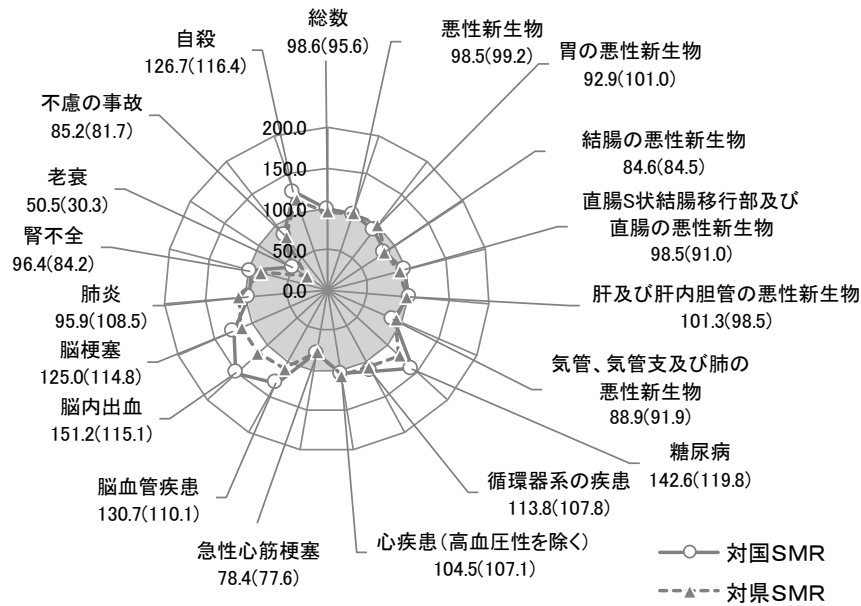 総数
98.6(95.6)
悪性新生物
98.5(99.2)
胃の悪性新生物
92.9(101.0)
結腸の悪性新生物
84.6(84.5)
直腸S状結腸移行部及び
直腸の悪性新生物
98.5(91.0)
肝及び肝内胆管の悪性新生物
101.3(98.5)
気管、気管支及び肺の
悪性新生物
88.9(91.9)
糖尿病
142.6(119.8)
循環器系の疾患
113.8(107.8)
心疾患(高血圧性を除く)
104.5(107.1)
急性心筋梗塞
78.4(77.6)
脳血管疾患
130.7(110.1)
脳内出血
151.2(115.1)
脳梗塞
125.0(114.8)
肺炎
95.9(108.5)
腎不全
96.4(84.2)
老衰
50.5(30.3)
不慮の事故
85.2(81.7)
自殺
126.7(116.4)
200.0
150.0
100.0
50.0
0.0
対国SMR
対県SMR